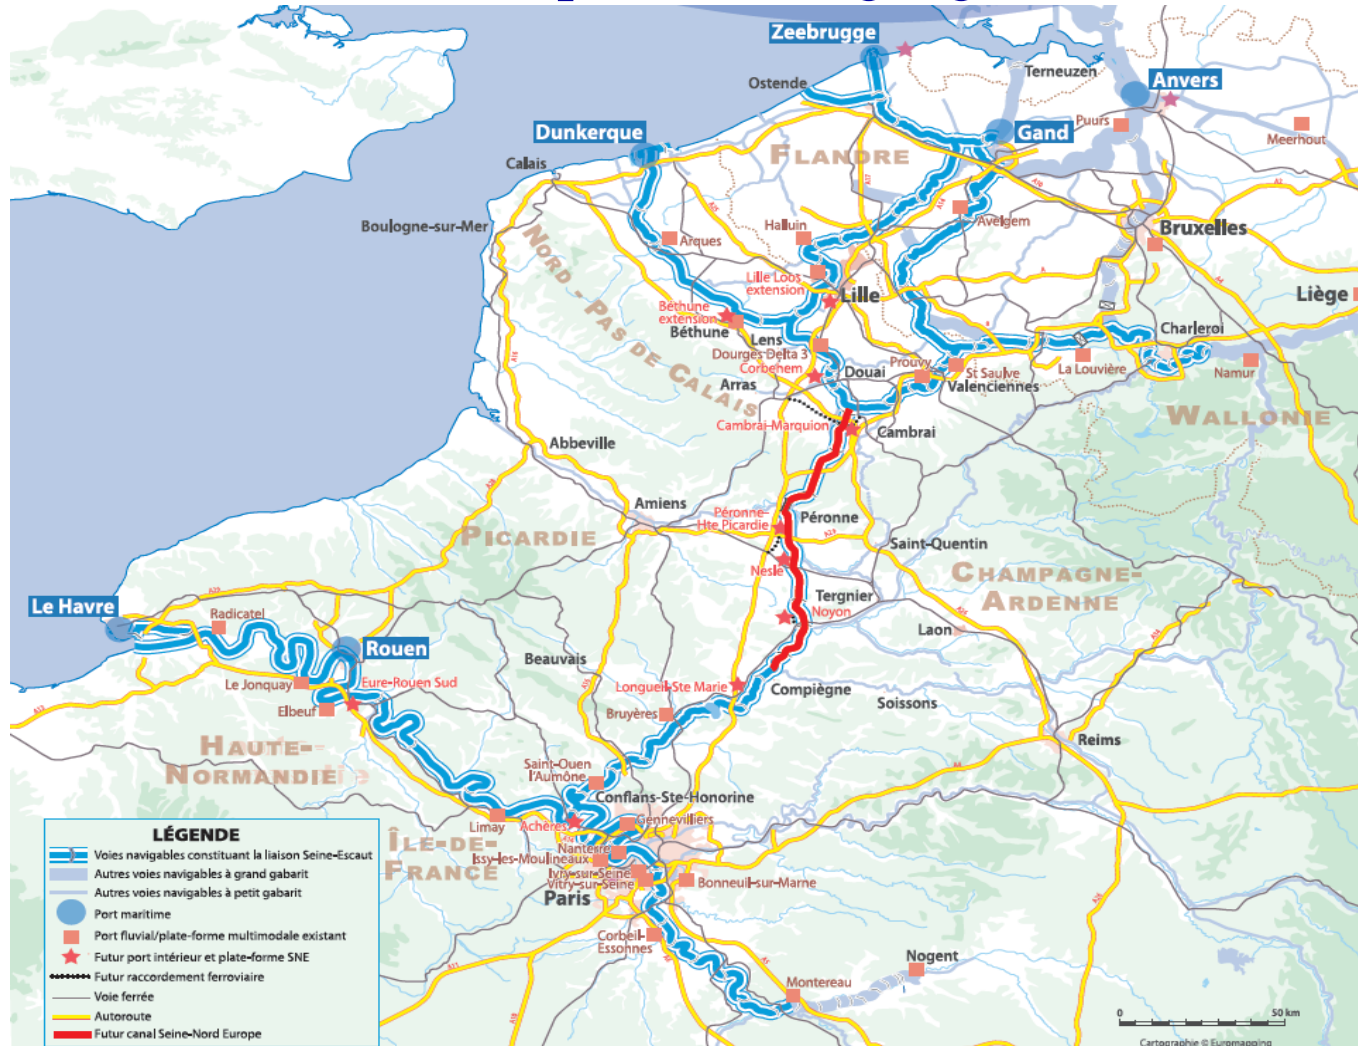 Zeebrugge
Ostende
Terneuzen
Anvers
Dunkerque
Gand
Puurs
Meerhout
FLANDRE
Calais
Boulogne-sur-Mer
NORD - PAS DE CALAIS
Arques
Halluin
Avelgem
Bruxelles
Lille Loos
extension
Lille
Liège
Béthune
extension
Béthune
Lens
Dourges Delta 3
Corbehem
Douai
Prouvy
St Saulve
Valenciennes
La Louvière
Charleroi
Namur
Arras
WALLONIE
Cambrai-Marquion
Cambrai
Abbeville
Amiens
Péronne-
Hte Picardie
Péronne
PICARDIE
Saint-Quentin
Nesle
CHAMPAGNE-
ARDENNE
Tergnier
Noyon
Laon
Le Havre
Radicatel
Rouen
Beauvais
Le Jonquay
Eure-Rouen Sud
Elbeuf
Longueil-Ste Marie
Compiègne
Bruyères
Soissons
Reims
HAUTE-
NORMANDIE
Saint-Ouen
l'Aumône
Conflans-Ste-Honorine
Limay
Achères
Gennevilliers
ÎLE-DE-
FRANCE
Nanterre
Issy-les-Moulineaux
Ivry-sur-Seine
Vitry-sur-Seine
Bonneuil-sur-Marne
Paris
Corbeil-
Essonnes
Montereau
Nogent
LÉGENDE
Voies navigables constituant la liaison Seine-Escaut
Autres voies navigables à grand gabarit
Autres voies navigables à petit gabarit
Port maritime
Port fluvial/plate-forme multimodale existant
Futur port intérieur et plate-forme SNE
Futur raccordement ferroviaire
Voie ferrée
Autoroute
Futur canal Seine-Nord Europe
0 50 km
Cartographie © Euromapping